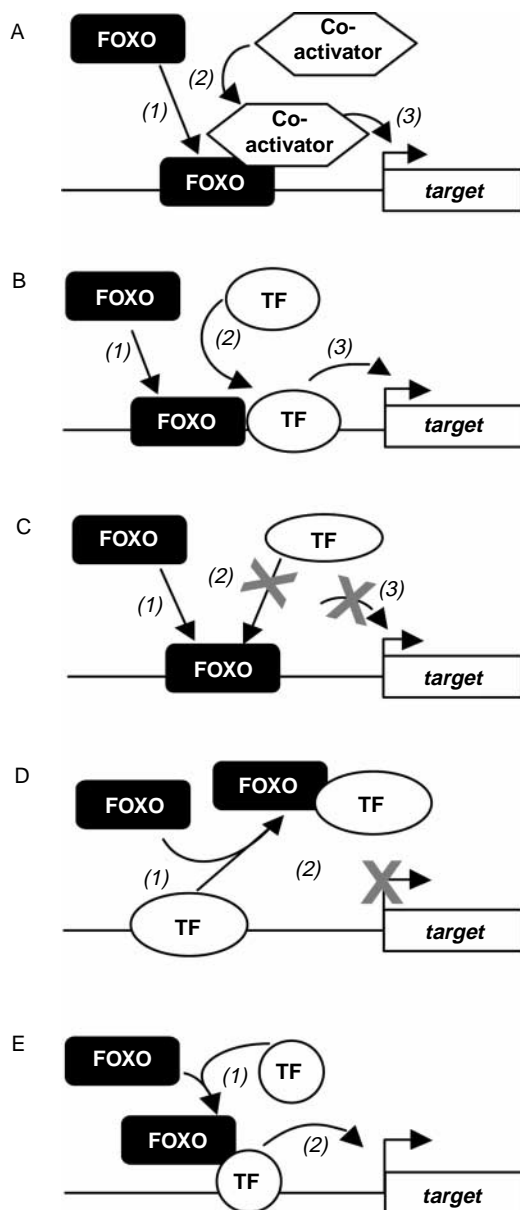 A
FOXO
Co-
activator
(1)
(2)
Co-
activator
(3)
FOXO
target
B
FOXO
TF
(1)
(2)
(3)
FOXO
TF
target
C
FOXO
TF
(1)
(2)
(3)
FOXO
target
D
FOXO
FOXO
TF
(1)
(2)
TF
target
E
FOXO
TF
(1)
FOXO
TF
(2)
target